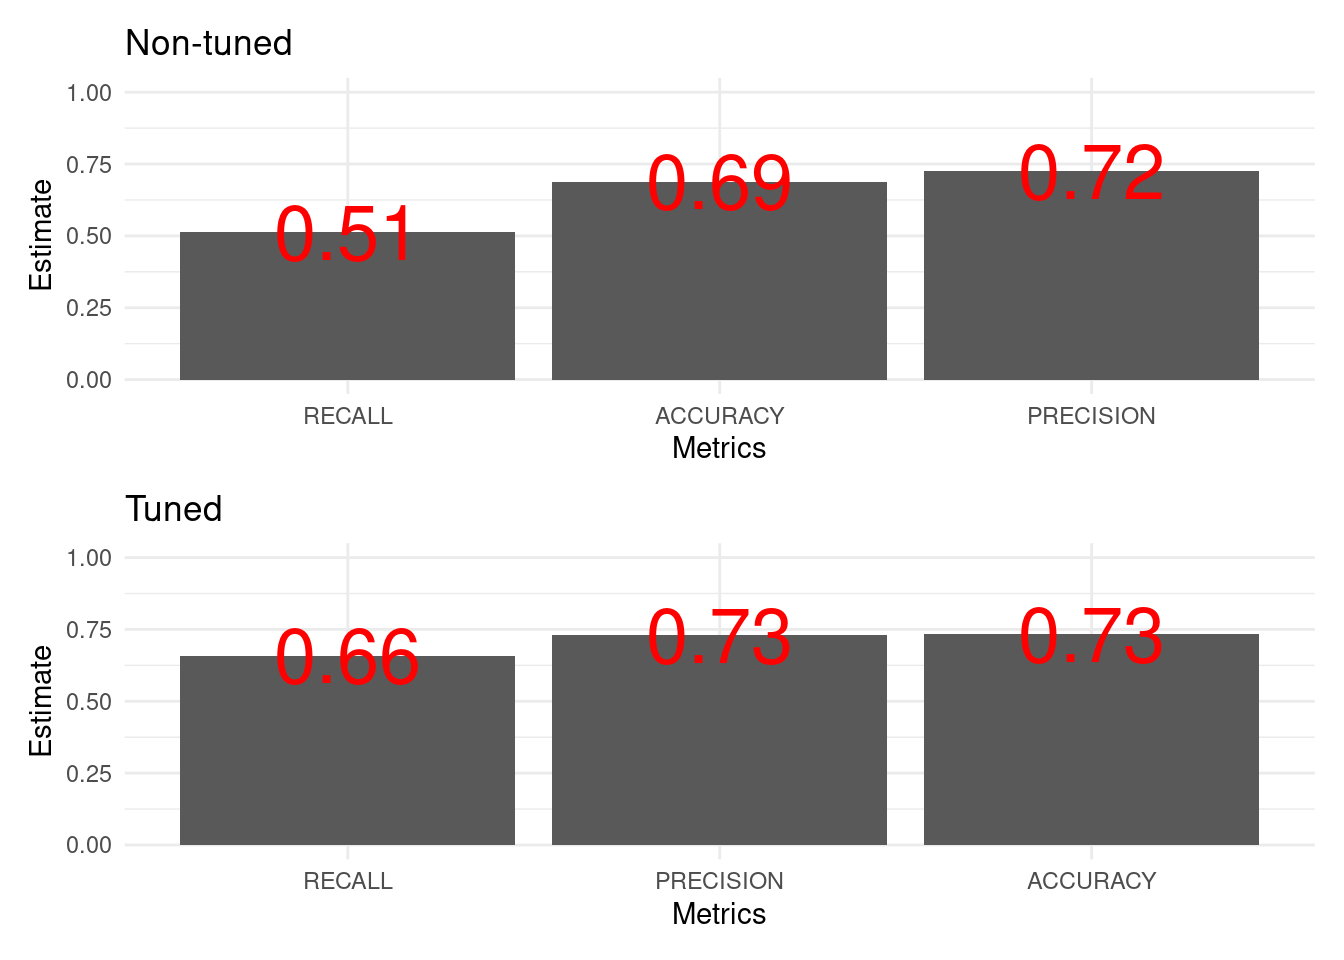 Non-tuned
1.00
0.75
0.50
0.25
0.00
Estimate
0.51
0.69
0.72
RECALL
ACCURACY
PRECISION
Metrics
Tuned
1.00
0.75
0.50
0.25
0.00
Estimate
0.66
0.73
0.73
RECALL
PRECISION
ACCURACY
Metrics